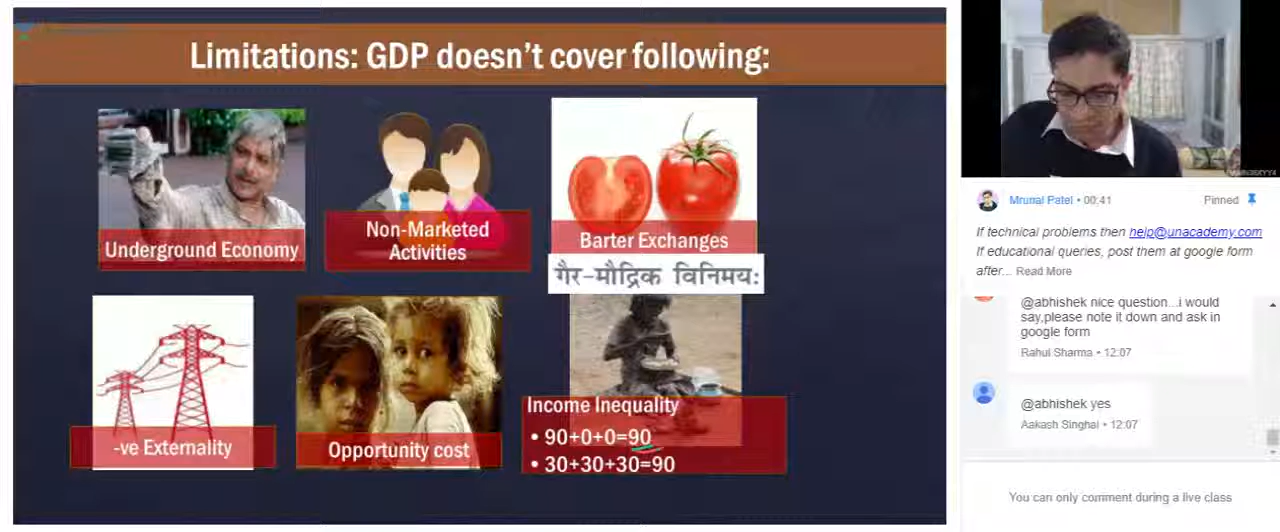 Limitations: GDP doesn't cover following:
Underground Economy
Non-Marketed
Activities
Barter Exchanges
गैर-मौद्रिक विनिमय:
-ve Externality
Opportunity cost
Income Inequality
• 90+0+0=90
• 30+30+30=90
Mrunal Patel • 00:41
Pinned
If technical problems then help@unacademy.com
If educational queries, post them at google form
after... Read More
@abhishek nice question...i would
say,please note it down and ask in
google form
Rahul Sharma • 12:07
@abhishek yes
Aakash Singhai • 12:07
You can only comment during a live class